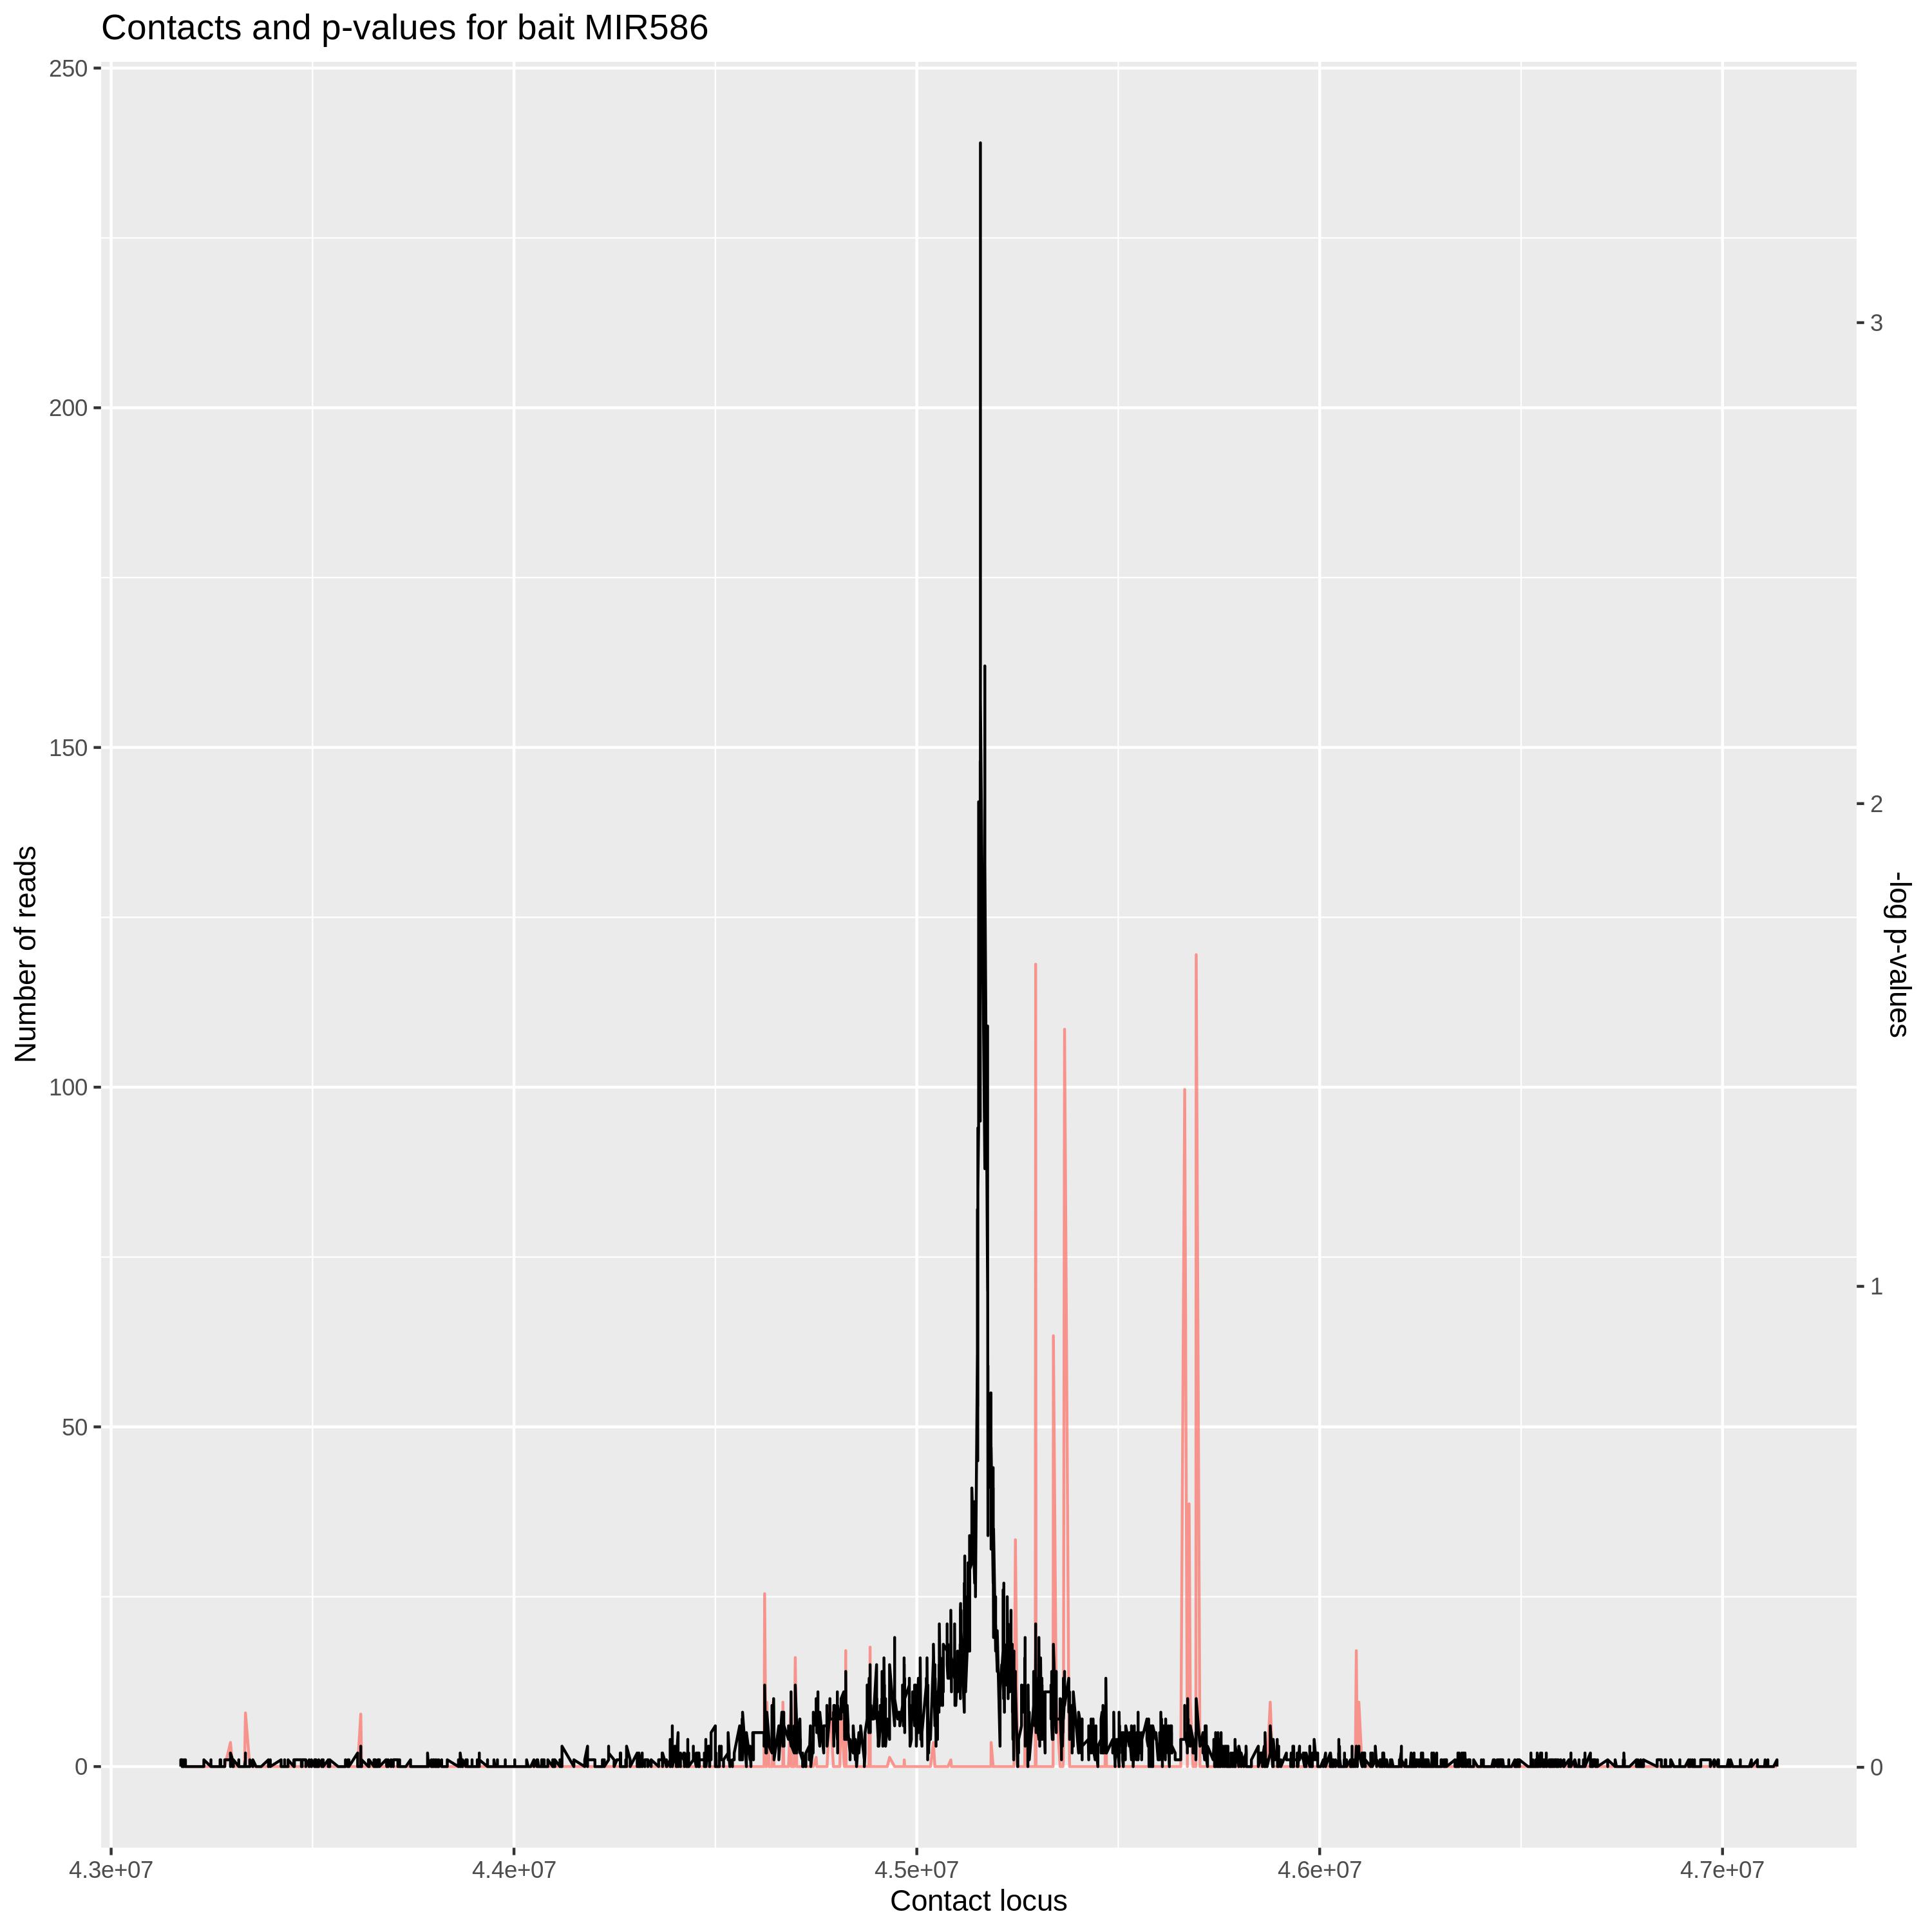 Contacts and p-values for bait MIR586
250
200
150
100
50
0
Number of reads
3
2
1
0
-log p-values
4.3e+07 4.4e+07 4.5e+07 4.6e+07 4.7e+07
Contact locus